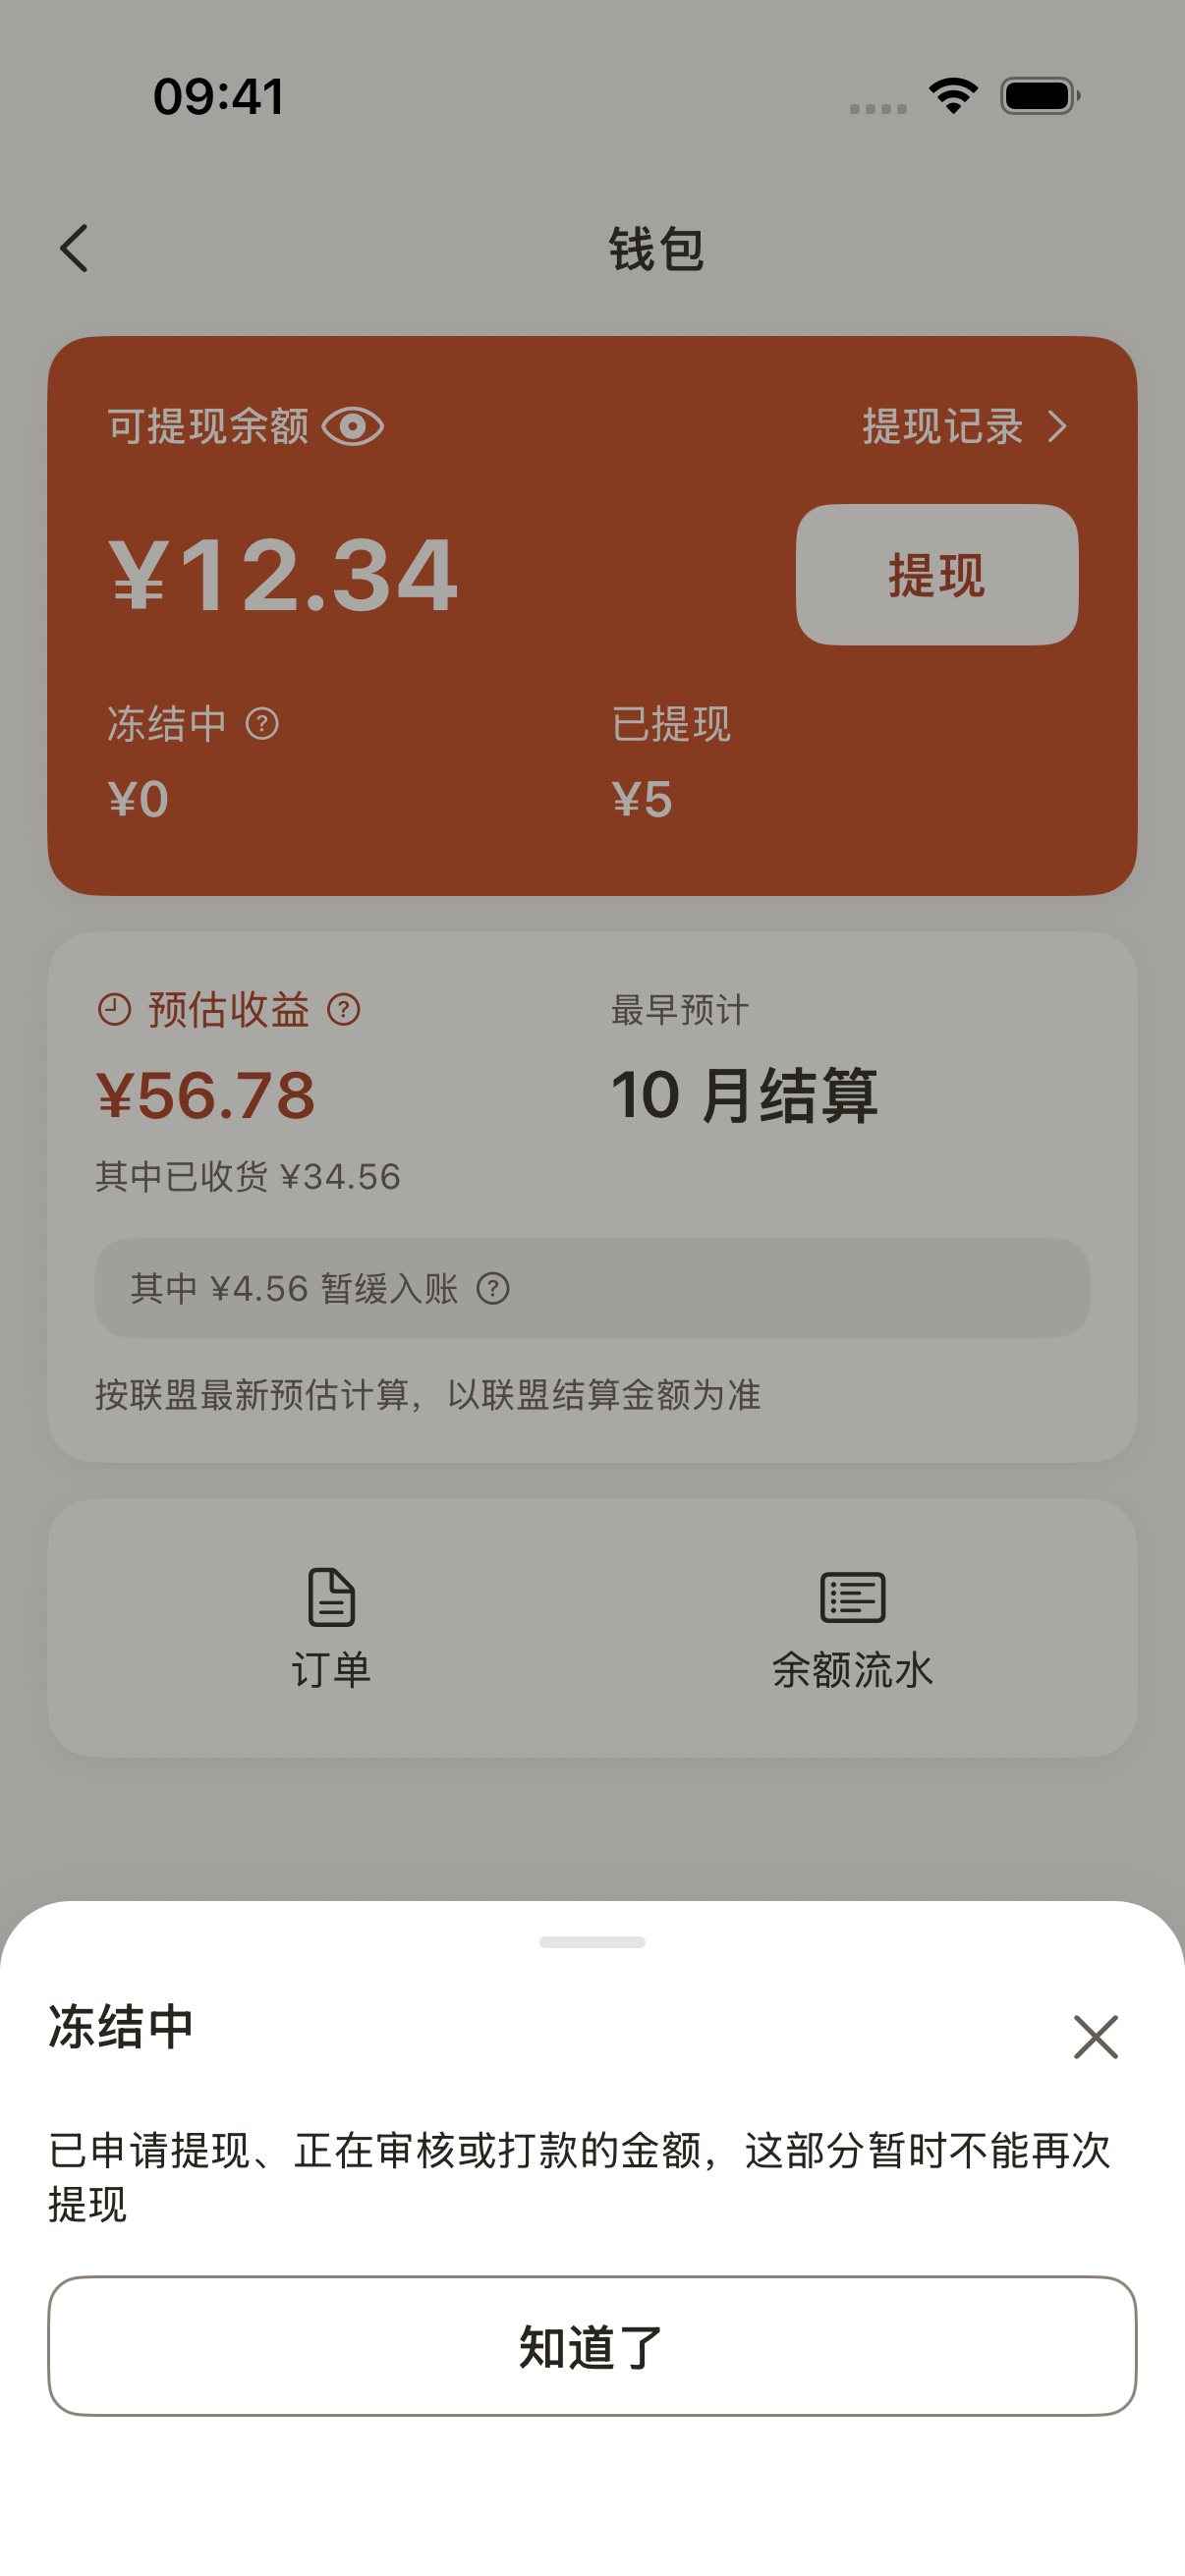 09:41
钱包
可提现余额
提现记录
¥12.34
提现
冻结中 ?
已提现
¥0
¥5
预估收益 ?
最早预计
¥56.78
10 月结算
其中已收货 ¥34.56
其中 ¥4.56 暂缓入账 ?
按联盟最新预估计算，以联盟结算金额为准
订单
余额流水
冻结中
已申请提现、正在审核或打款的金额，这部分暂时不能再次
提现
知道了